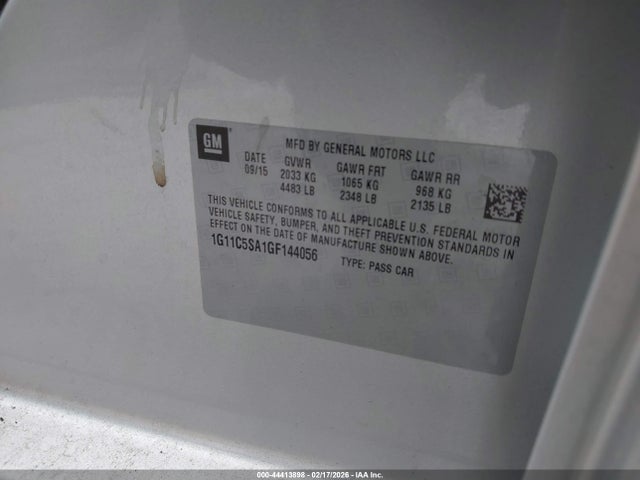 GM
MFD BY GENERAL MOTORS LLC
DATE GVWR GAWR FRT GAWR RR
09/15 2033 KG 1065 KG 968 KG
4483 LB 2348 LB 2135 LB
THIS VEHICLE CONFORMS TO ALL APPLICABLE U.S. FEDERAL MOTOR
VEHICLE SAFETY, BUMPER, AND THEFT PREVENTION STANDARDS IN
EFFECT ON THE DATE OF MANUFACTURE SHOWN ABOVE.
1G11C5SA1GF144056 TYPE: PASS CAR
000-44413898 - 02/17/2026 - IAA Inc.